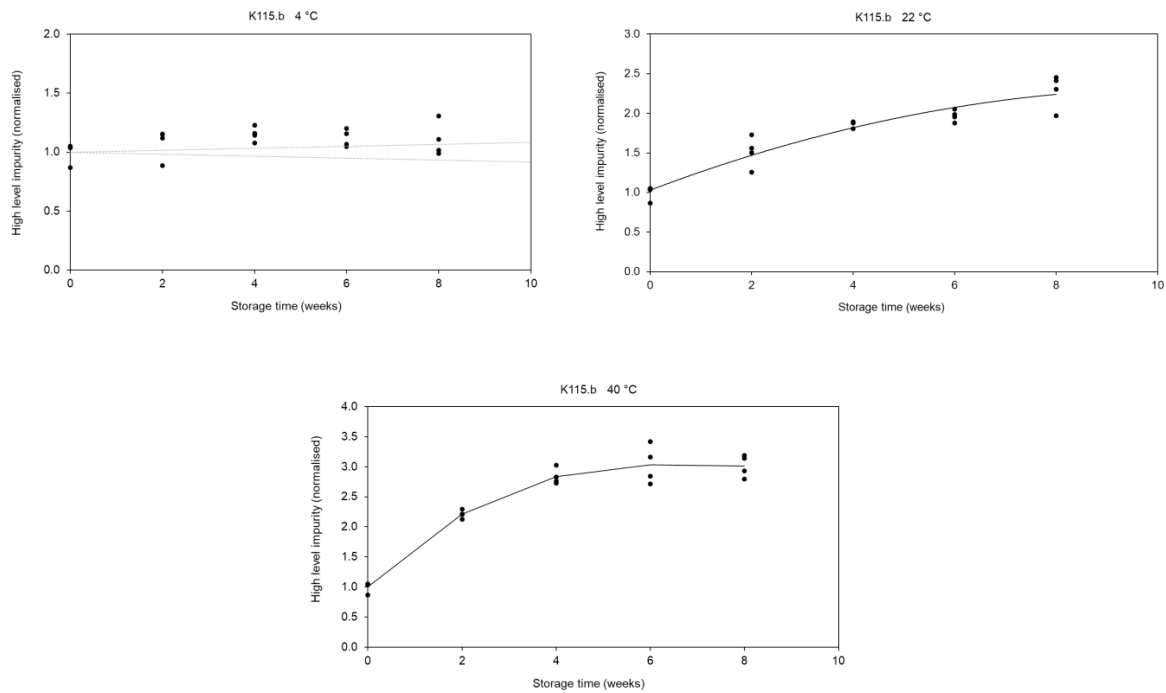 K115.b 4 °C
High level impurity (normalised)
2.0
1.5
1.0
0.5
0.0
0 2 4 6 8 10
Storage time (weeks)
K115.b 22 °C
High level impurity (normalised)
3.0
2.5
2.0
1.5
1.0
0.5
0.0
0 2 4 6 8 10
Storage time (weeks)
K115.b 40 °C
High level impurity (normalised)
4.0
3.5
3.0
2.5
2.0
1.5
1.0
0.5
0.0
0 2 4 6 8 10
Storage time (weeks)